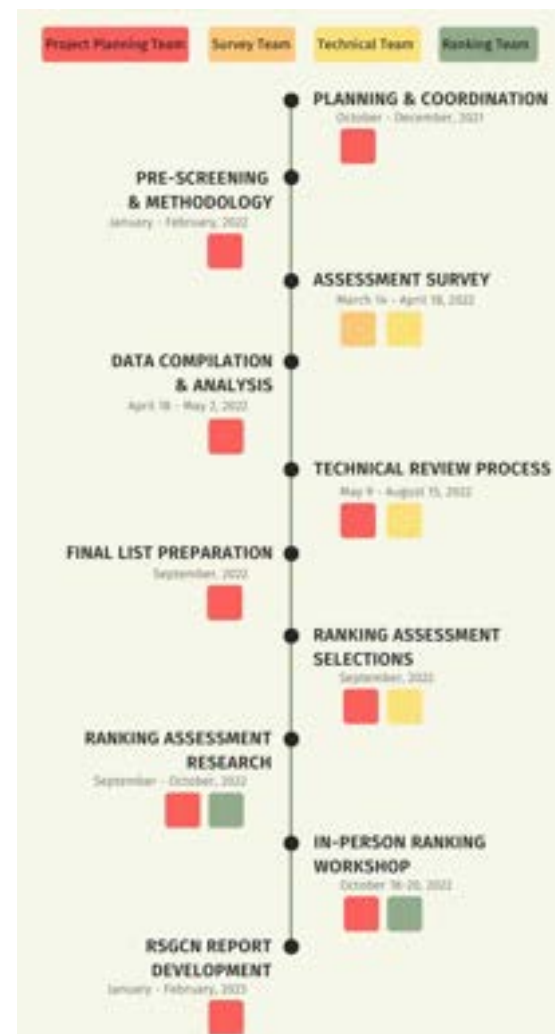 Project Planning Team
Survey Team
Technical Team
Ranking Team
PLANNING & COORDINATION
October - December, 2021
PRE-SCREENING
& METHODOLOGY
January - February, 2022
ASSESSMENT SURVEY
March 14 - April 18, 2022
DATA COMPILATION
& ANALYSIS
April 18 - May 2, 2022
TECHNICAL REVIEW PROCESS
May 9 - August 15, 2022
FINAL LIST PREPARATION
September, 2022
RANKING ASSESSMENT
SELECTIONS
September, 2022
RANKING ASSESSMENT
RESEARCH
September - October, 2022
IN-PERSON RANKING
WORKSHOP
October 2022
RSGCN REPORT
DEVELOPMENT
January - February, 2023